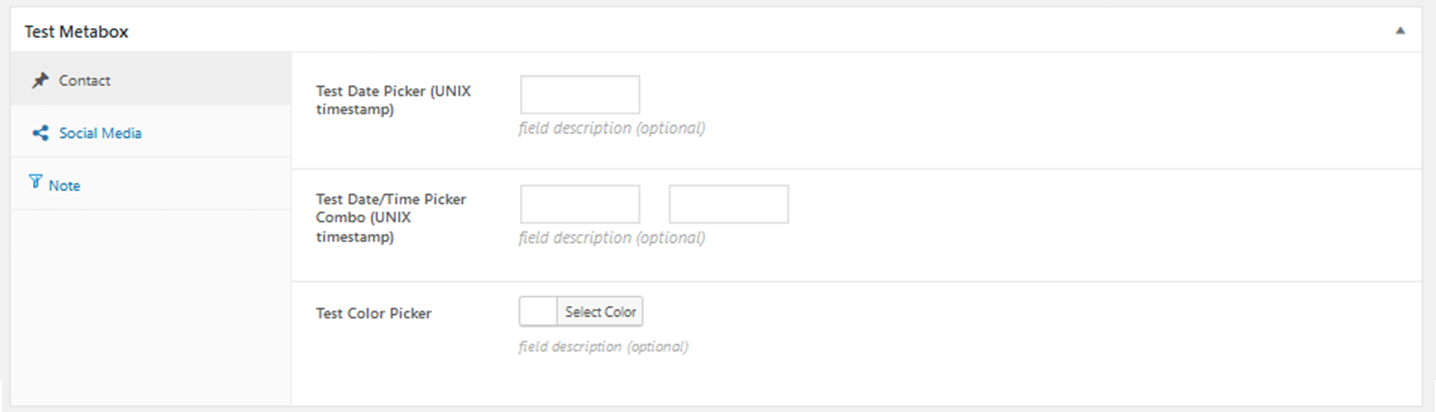 Test Metabox
Contact
Social Media
Note
Test Date Picker (UNIX
timestamp)
field description (optional)
Test Date/Time Picker
Combo (UNIX
timestamp)
field description (optional)
Test Color Picker
Select Color
field description (optional)